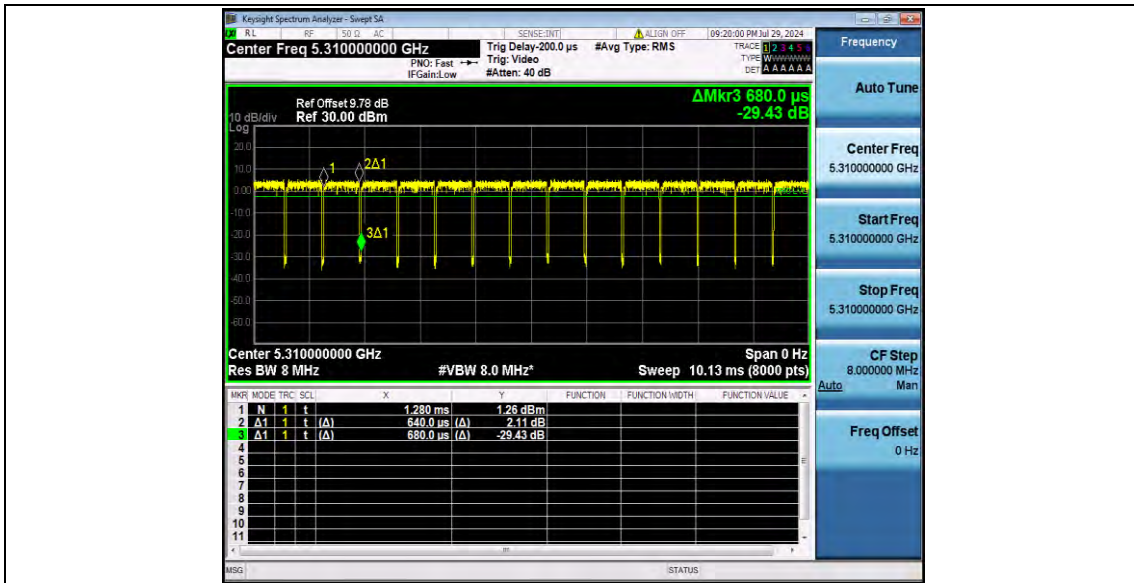 Keysight Spectrum Analyzer - Swept SA
RL RF 50 Ω AC SENSE:INT ALIGN OFF 09:20:00 PM Jul 29, 2024
Center Freq 5.310000000 GHz
PNO: Fast
IFGain:Low
Trig Delay-200.0 µs
Trig: Video
#Atten: 40 dB
#Avg Type: RMS
TRACE 1 2 3 4 5 6
TYPE WWWWWW
DET A A A A A A
ΔMkr3 680.0 µs
-29.43 dB
Ref Offset 9.78 dB
10 dB/div Ref 30.00 dBm
Log
20.0
10.0
0.00
-10.0
-20.0
-30.0
-40.0
-50.0
-60.0
1
2Δ1
3Δ1
Center 5.310000000 GHz Span 0 Hz
Res BW 8 MHz #VBW 8.0 MHz* Sweep 10.13 ms (8000 pts)
MKR MODE TRC SCL X Y FUNCTION FUNCTION WIDTH FUNCTION VALUE
1 N 1 t 1.280 ms 1.26 dBm
2 Δ1 1 t (Δ) 640.0 µs (Δ) 2.11 dB
3 Δ1 1 t (Δ) 680.0 µs (Δ) -29.43 dB
4
5
6
7
8
9
10
11
MSG STATUS
Frequency
Auto Tune
Center Freq
5.310000000 GHz
Start Freq
5.310000000 GHz
Stop Freq
5.310000000 GHz
CF Step
8.000000 MHz
Auto Man
Freq Offset
0 Hz